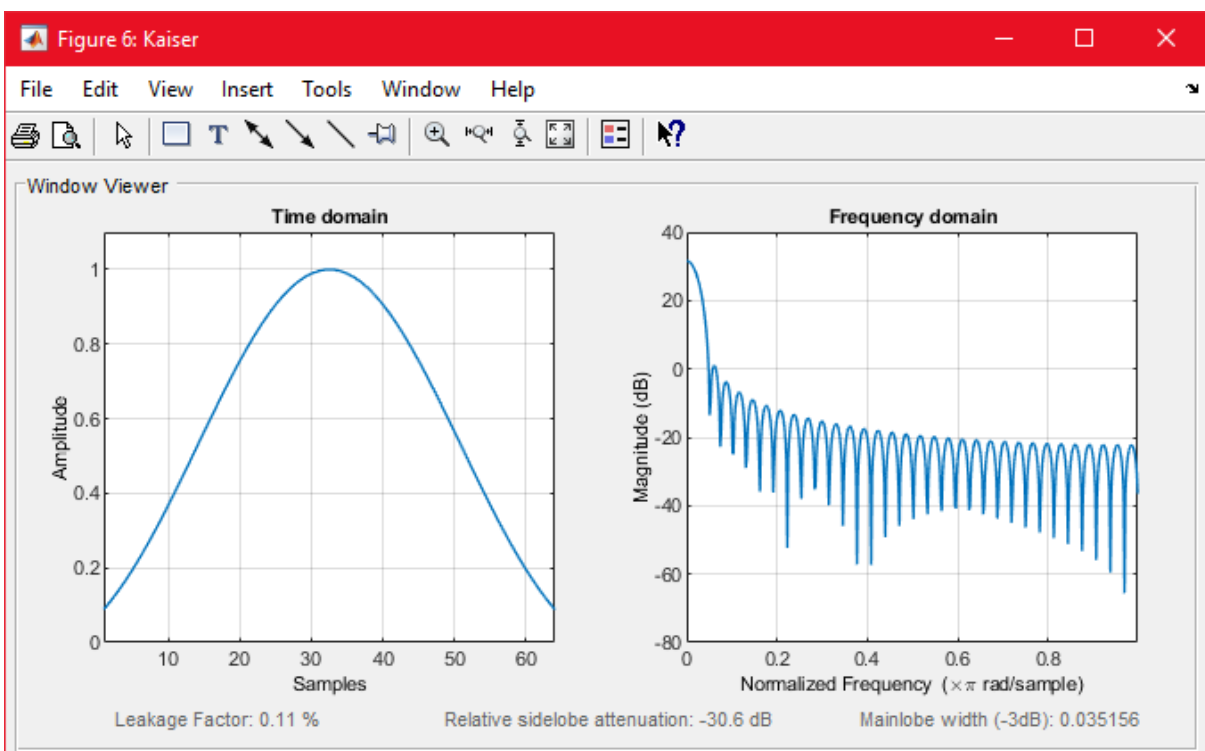 Figure 6: Kaiser
File Edit View Insert Tools Window Help
T
?
Window Viewer
Time domain
1
0.8
0.6
0.4
0.2
0
Amplitude
10 20 30 40 50 60
Samples
Frequency domain
40
20
0
-20
-40
-60
-80
Magnitude (dB)
0 0.2 0.4 0.6 0.8
Normalized Frequency (×π rad/sample)
Leakage Factor: 0.11 % Relative sidelobe attenuation: -30.6 dB Mainlobe width (-3dB): 0.035156